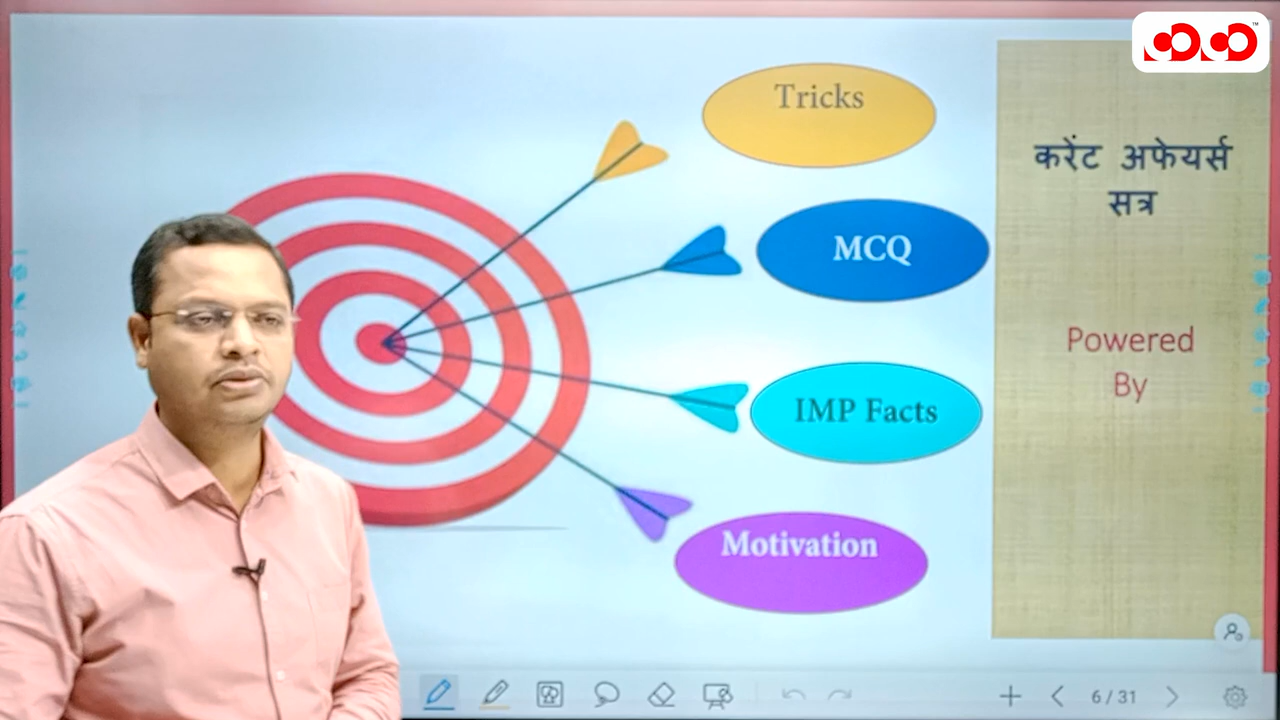 Tricks
MCQ
IMP Facts
Motivation
करेंट अफेयर्स
सत्र
Powered
By
6 / 31